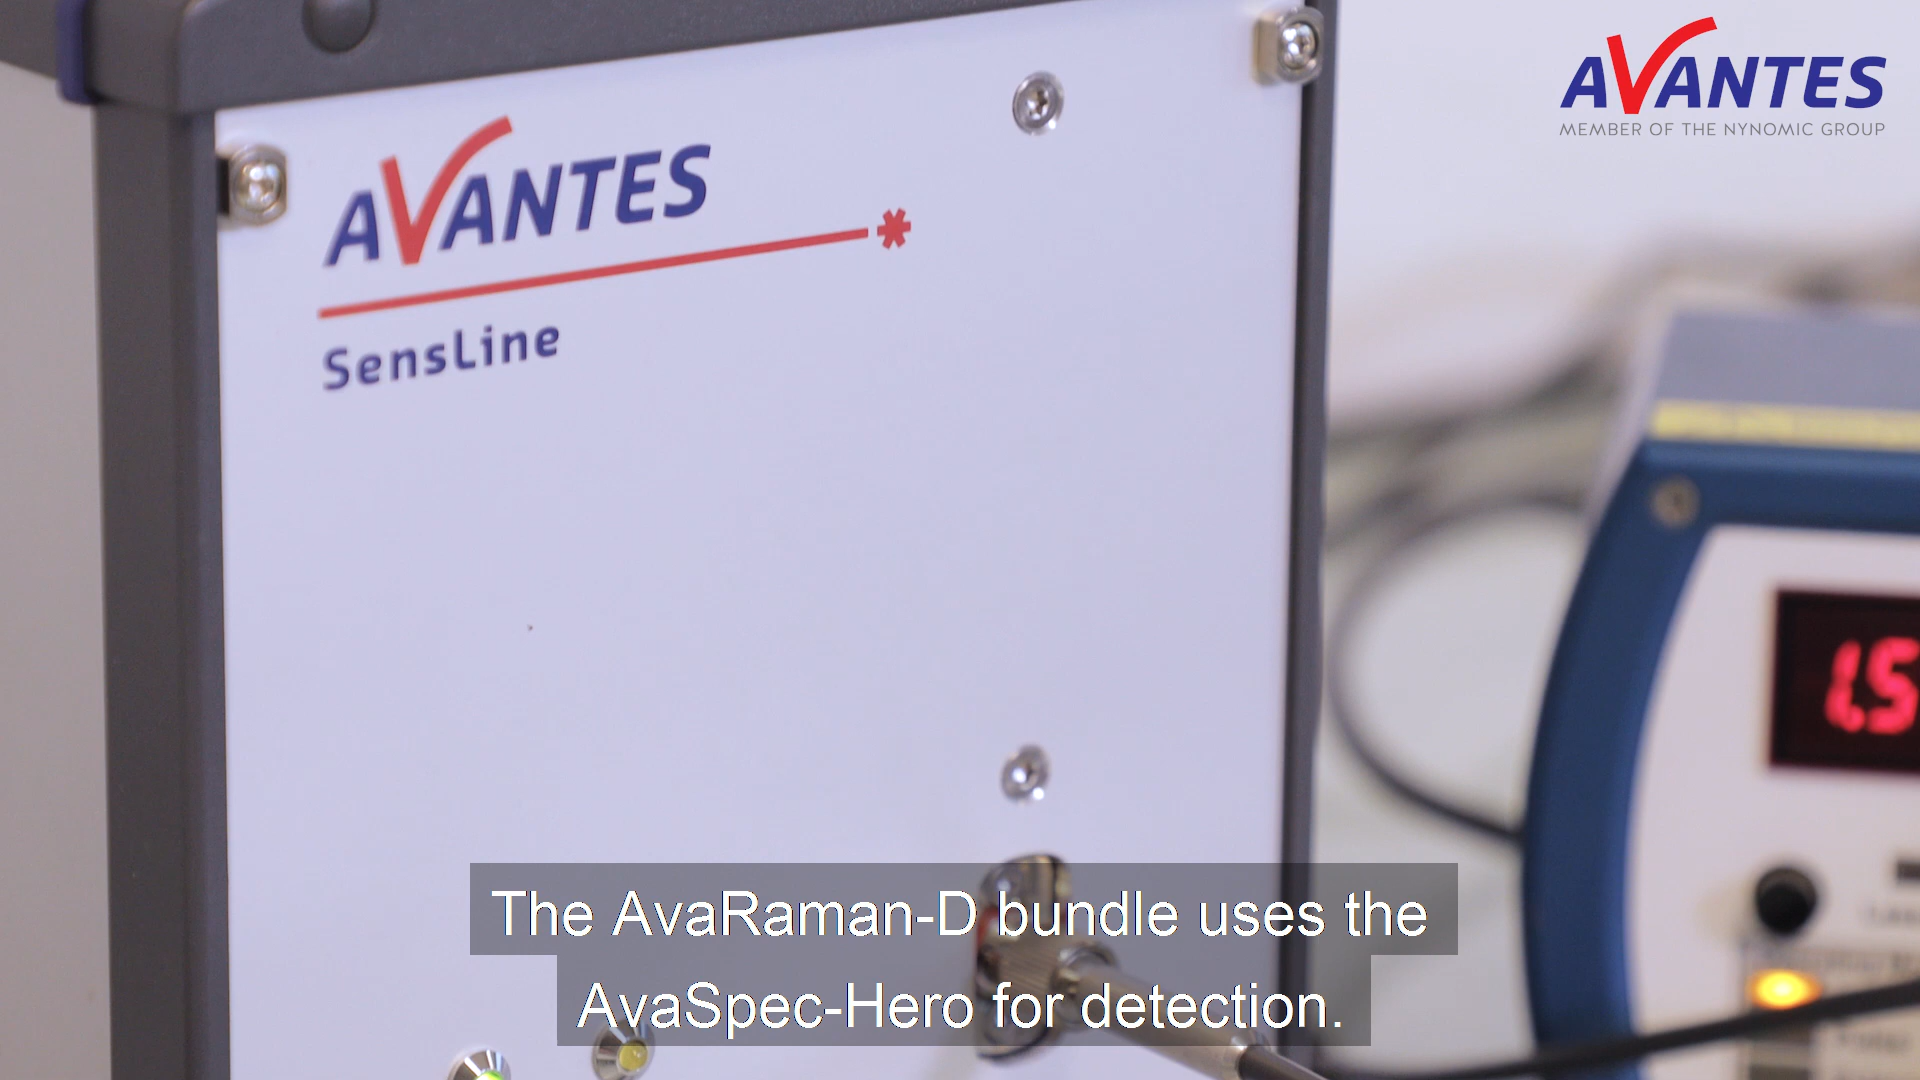 AVANTES
MEMBER OF THE NYNOMIC GROUP
AVANTES
SensLine
1.5
The AvaRaman-D bundle uses the
AvaSpec-Hero for detection.